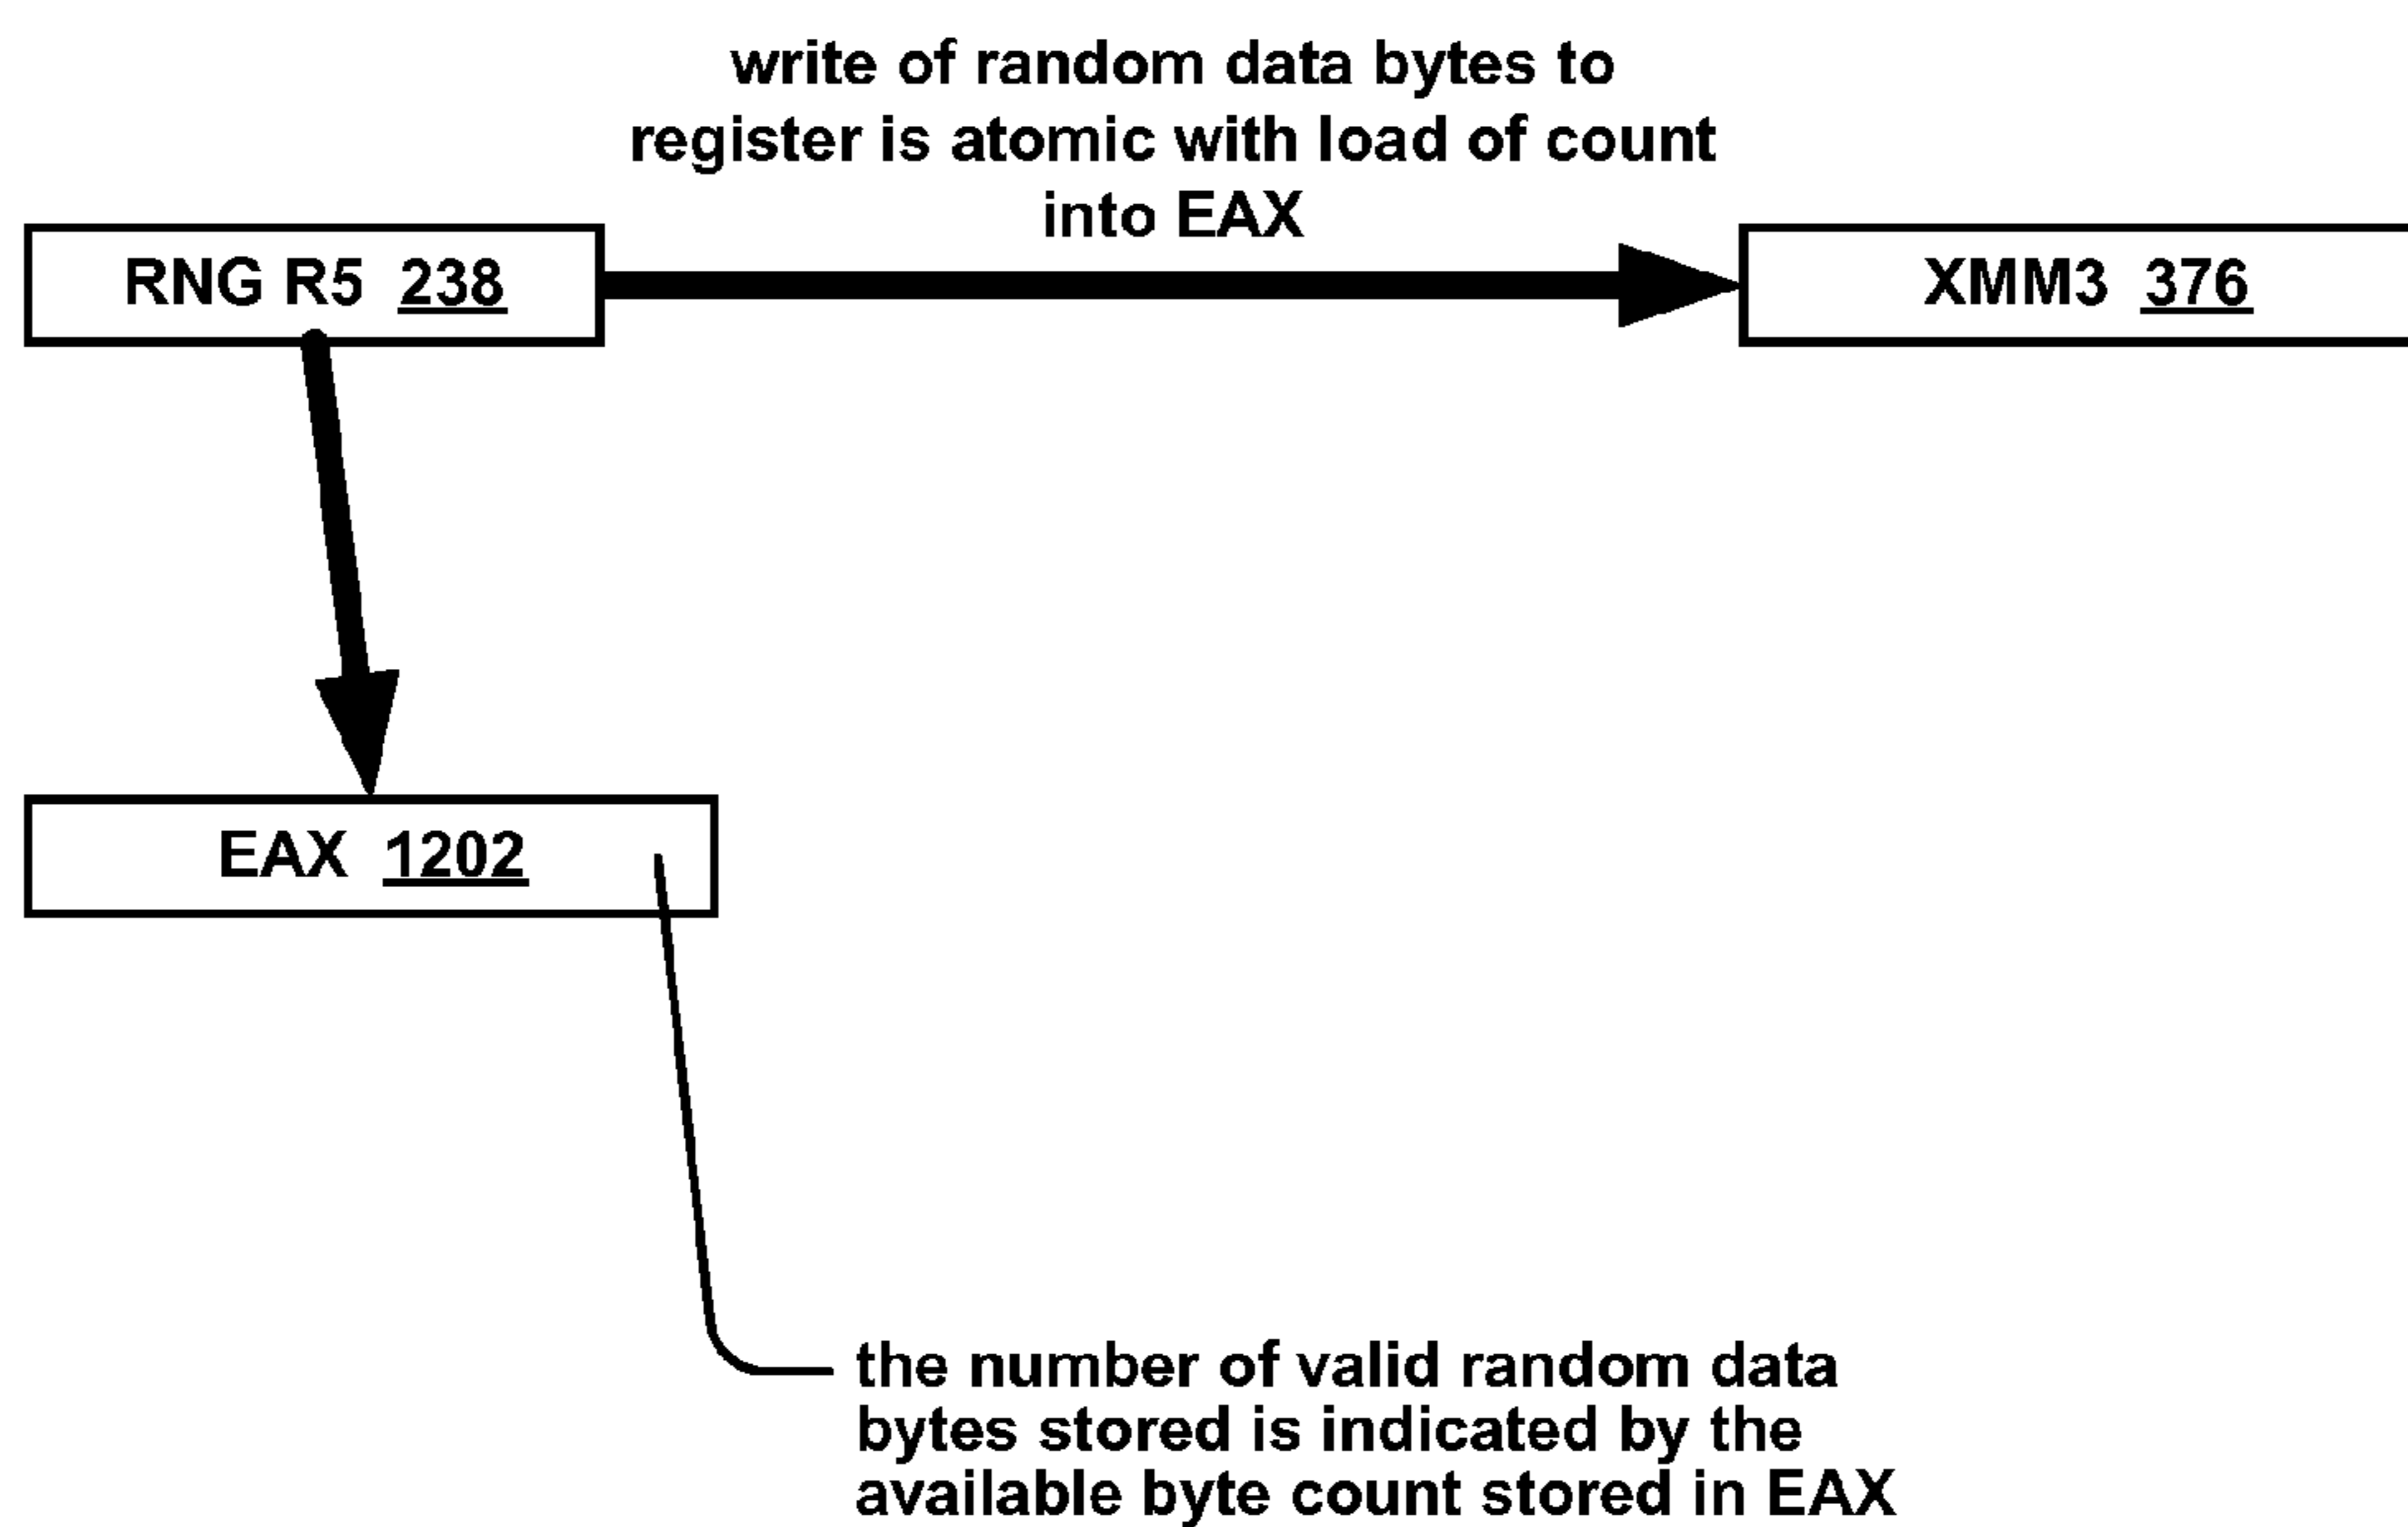 write of random data bytes to
register is atomic with load of count
into EAX
RNG R5 238
XMM3 376
EAX 1202
the number of valid random data
bytes stored is indicated by the
available byte count stored in EAX